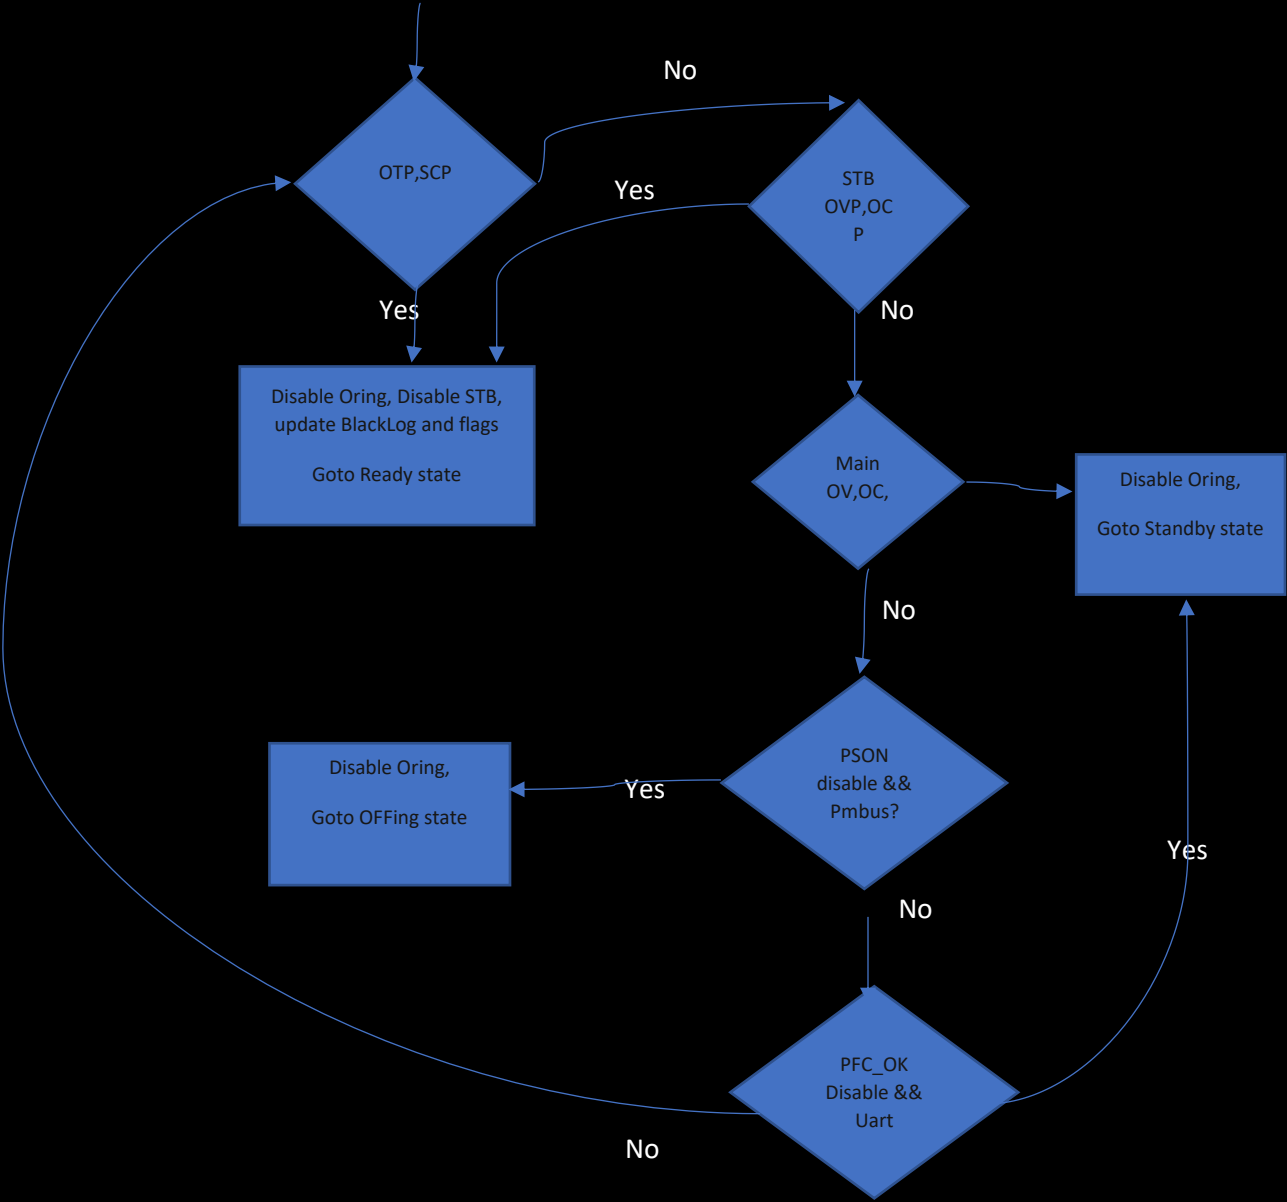 No
OTP,SCP
STB
OVP,OC
P
Yes
Yes
No
Disable Oring, Disable STB,
update BlackLog and flags
Goto Ready state
Main
OV,OC,
Disable Oring,
Goto Standby state
No
PSON
disable &&
Pmbus?
Disable Oring,
Goto OFFing state
Yes
Yes
No
PFC_OK
Disable &&
Uart
No